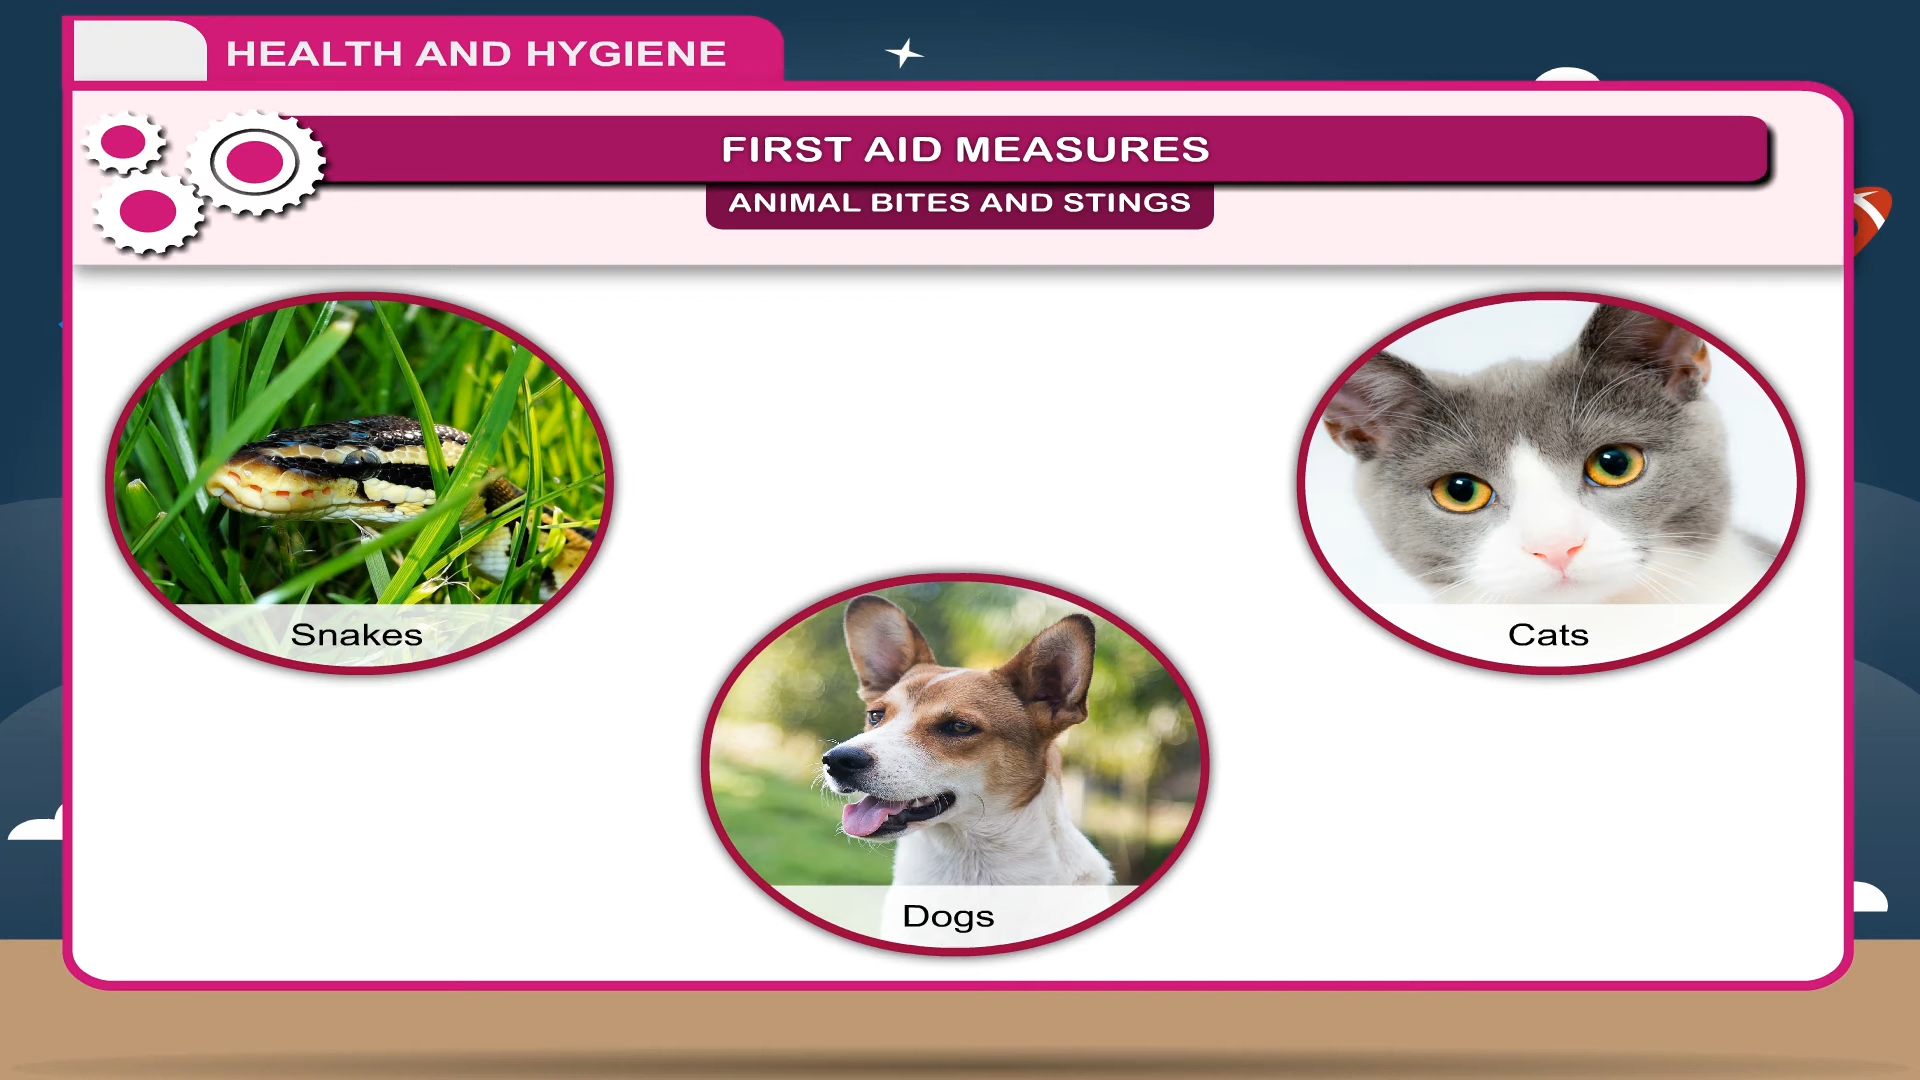 HEALTH AND HYGIENE
FIRST AID MEASURES
ANIMAL BITES AND STINGS
Snakes
Cats
Dogs